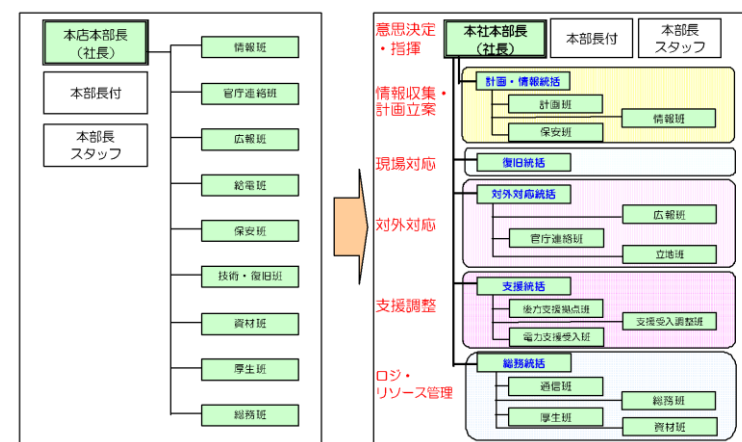 本店本部長
(社長)
本部長付
本部長
スタッフ
情報班
官庁連絡班
広報班
給電班
保安班
技術・復旧班
資材班
厚生班
総務班
意思決定
・指揮
本社本部長
(社長)
本部長付
本部長
スタッフ
情報収集・
計画立案
計画・情報統括
計画班
情報班
保安班
現場対応
復旧統括
対外対応
対外対応統括
広報班
官庁連絡班
立地班
支援調整
支援統括
後方支援拠点班
支援受入調整班
電力支援受入班
ロジ・
リソース管理
総務統括
通信班
総務班
厚生班
資材班